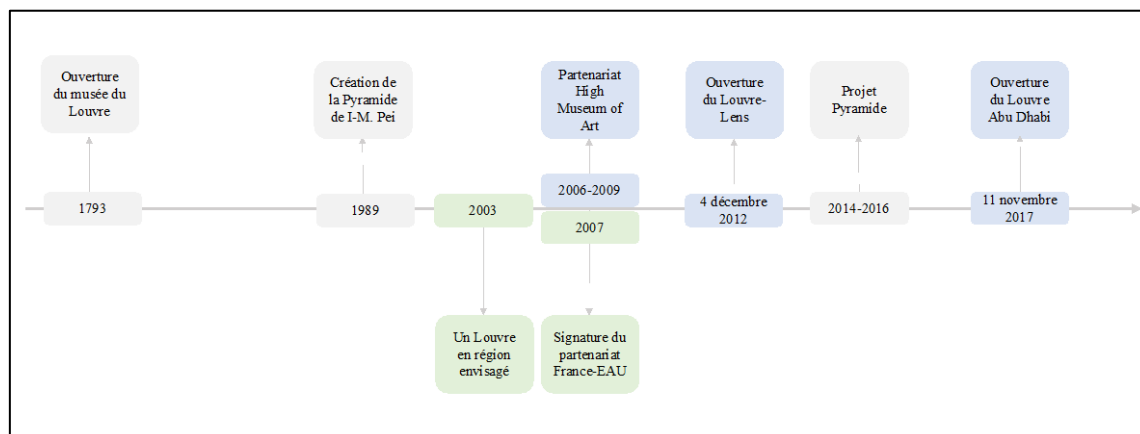 Ouverture
du musée du
Louvre
Création de
la Pyramide
de I-M. Pei
Partenariat
High
Museum of
Art
Ouverture
du Louvre-
Lens
Projet
Pyramide
Ouverture
du Louvre
Abu Dhabi
1793
1989
2003
2006-2009
2007
4 décembre
2012
2014-2016
11 novembre
2017
Un Louvre
en région
envisagé
Signature du
partenariat
France-EAU